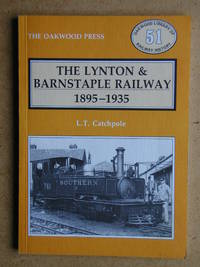 THE OAKWOOD PRESS
OAKWOOD LIBRARY OF
51
RAILWAY HISTORY
THE LYNTON &
BARNSTAPLE RAILWAY
1895–1935
L.T. Catchpole
SOUTHERN